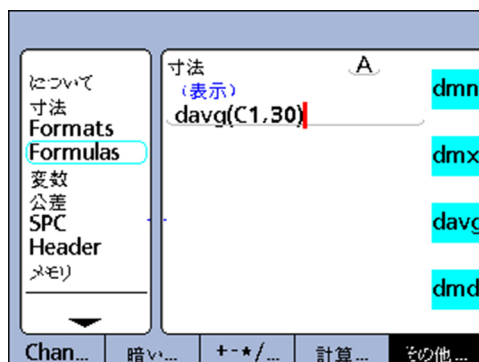 について
寸法
Formats
Formulas
変数
公差
SPC
Header
メモリ
寸法
A
（表示）
davg(C1,30)
dmn
dmx
davg
dmd
Chan...
暗い...
+-*/...
計算...
その他...